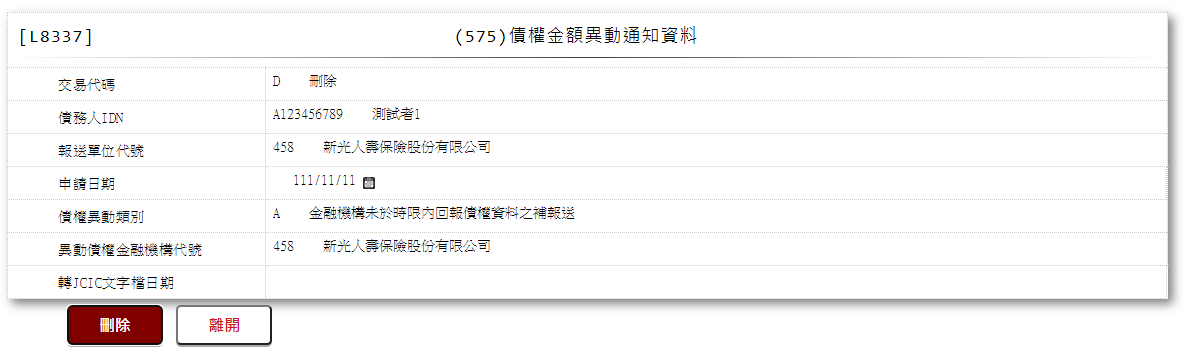 [L8337] (575)債權金額異動通知資料
交易代碼 D 刪除
債務人IDN A123456789 測試者1
報送單位代號 458 新光人壽保險股份有限公司
申請日期 111/11/11
債權異動類別 A 金融機構未於時限內回報債權資料之補報送
異動債權金融機構代號 458 新光人壽保險股份有限公司
轉JCIC文字檔日期
刪除 離開